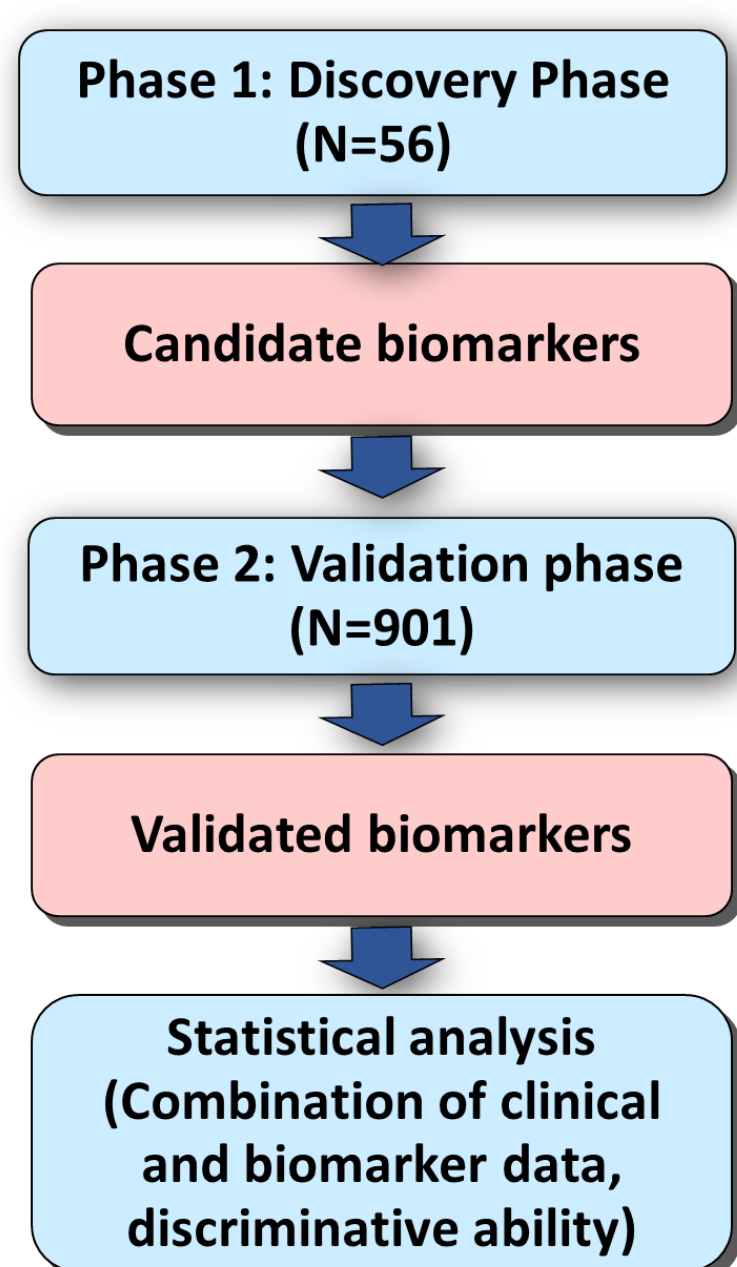 Phase 1: Discovery Phase
(N=56)
Candidate biomarkers
Phase 2: Validation phase
(N=901)
Validated biomarkers
Statistical analysis
(Combination of clinical
and biomarker data,
discriminative ability)